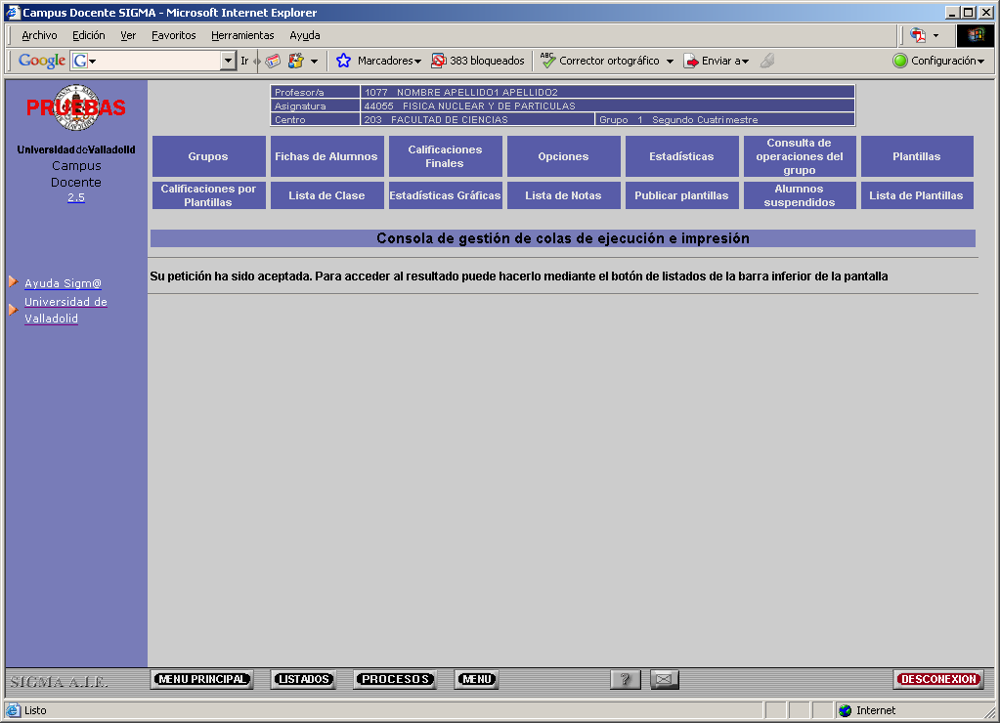 Campus Docente SIGMA - Microsoft Internet Explorer
Archivo Edición Ver Favoritos Herramientas Ayuda
Google G Ir Marcadores 383 bloqueados ABC Corrector ortográfico Enviar a Configuración
PRUEBAS
Universidad de Valladolid
Campus
Docente
2.5
Ayuda Sigm@
Universidad de
Valladolid
Profesor/a 1077 NOMBRE APELLIDO1 APELLIDO2
Asignatura 44055 FISICA NUCLEAR Y DE PARTICULAS
Centro 203 FACULTAD DE CIENCIAS Grupo 1 Segundo Cuatrimestre
Grupos
Fichas de Alumnos
Calificaciones
Finales
Opciones
Estadísticas
Consulta de
operaciones del
grupo
Plantillas
Calificaciones por
Plantillas
Lista de Clase
Estadísticas Gráficas
Lista de Notas
Publicar plantillas
Alumnos
suspendidos
Lista de Plantillas
Consola de gestión de colas de ejecución e impresión
Su petición ha sido aceptada. Para acceder al resultado puede hacerlo mediante el botón de listados de la barra inferior de la pantalla
SIGMA A.I.E. MENU PRINCIPAL LISTADOS PROCESOS MENU ? DESCONEXION
Listo Internet